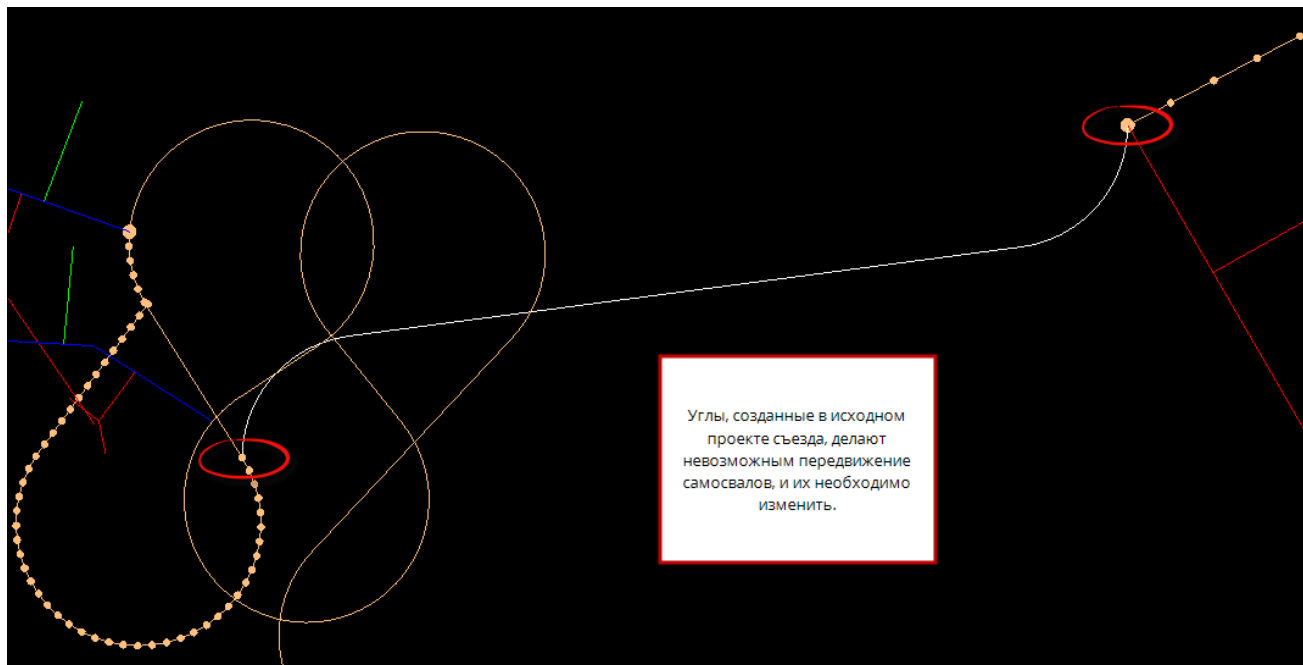 Углы, созданные в исходном
проекте съезда, делают
невозможным передвижение
самосвалов, и их необходимо
изменить.